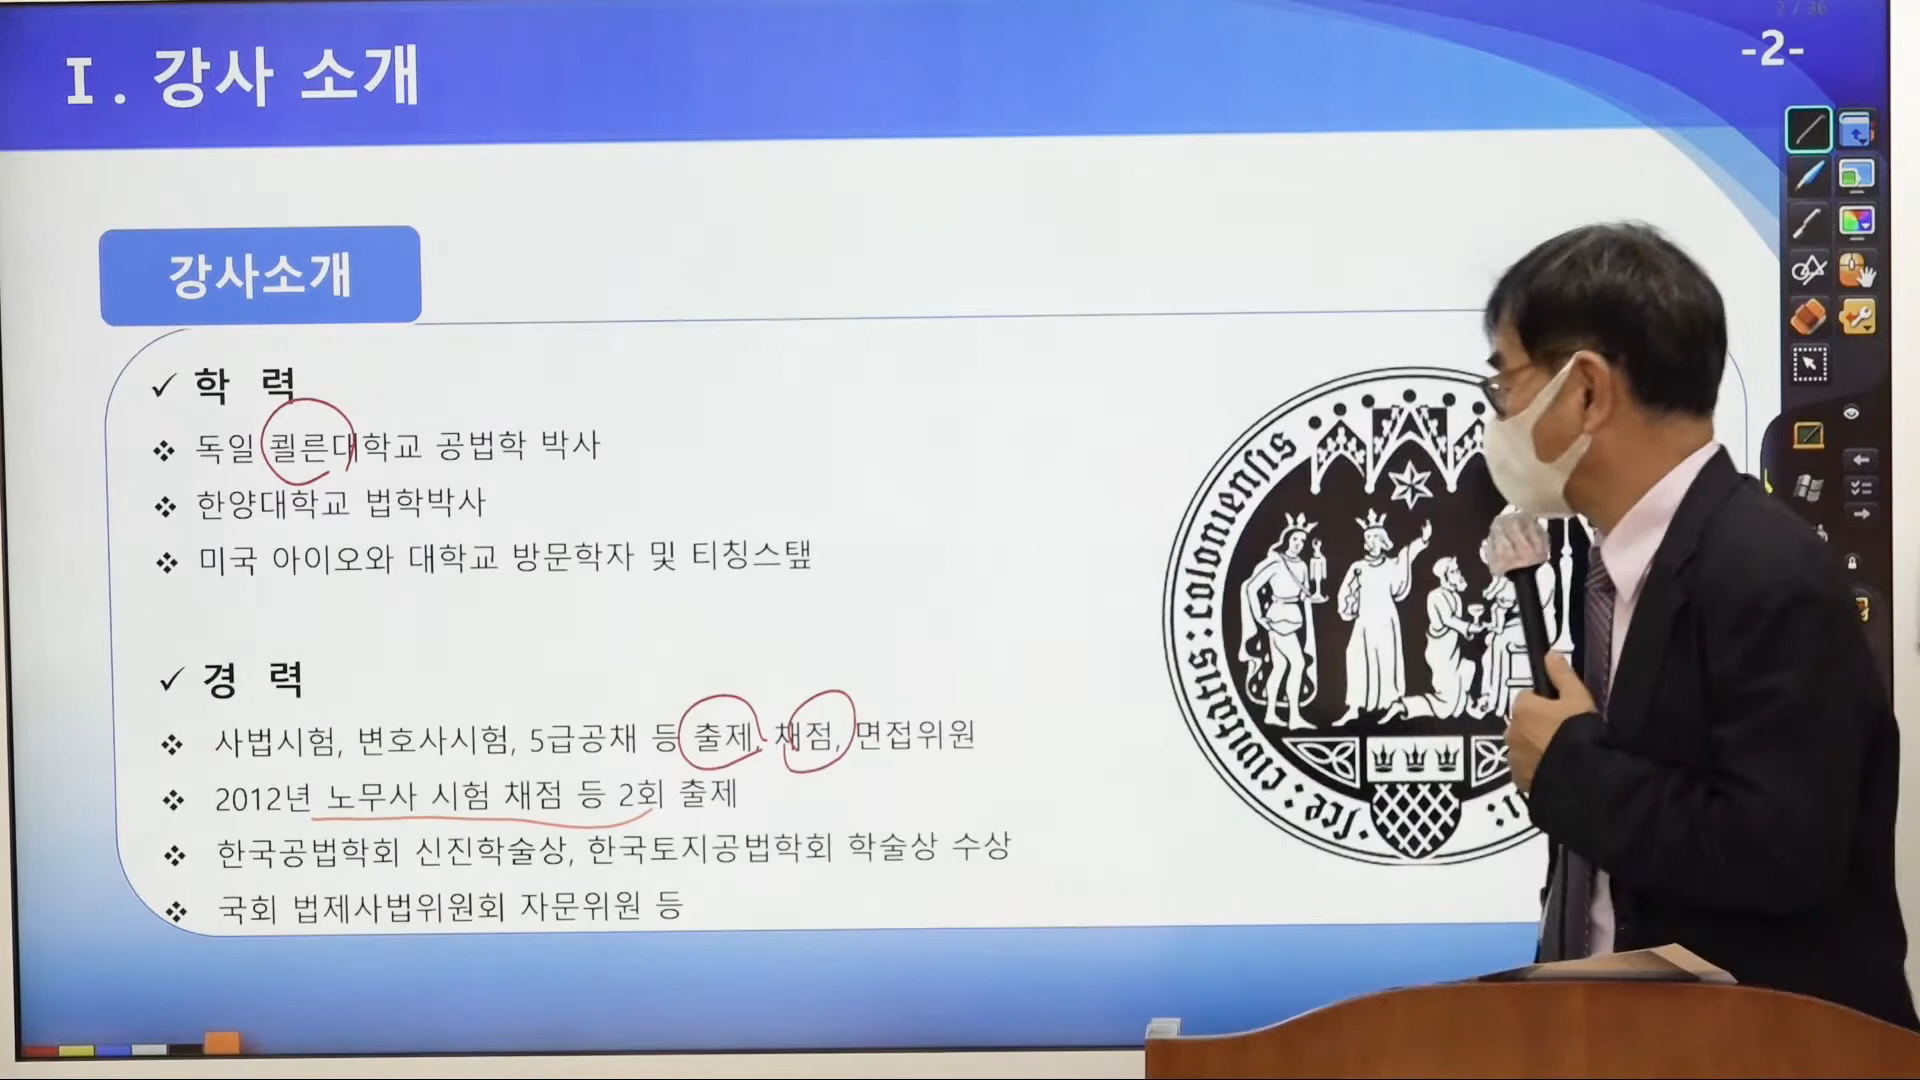 2 / 30
-2-
I. 강사 소개
강사소개
✓ 학 력
❖ 독일 쾰른대학교 공법학 박사
❖ 한양대학교 법학박사
❖ 미국 아이오와 대학교 방문학자 및 티칭스탶
✓ 경 력
❖ 사법시험, 변호사시험, 5급공채 등 출제, 채점, 면접위원
❖ 2012년 노무사 시험 채점 등 2회 출제
❖ 한국공법학회 신진학술상, 한국토지공법학회 학술상 수상
❖ 국회 법제사법위원회 자문위원 등
sce : civitatis : coloniensis